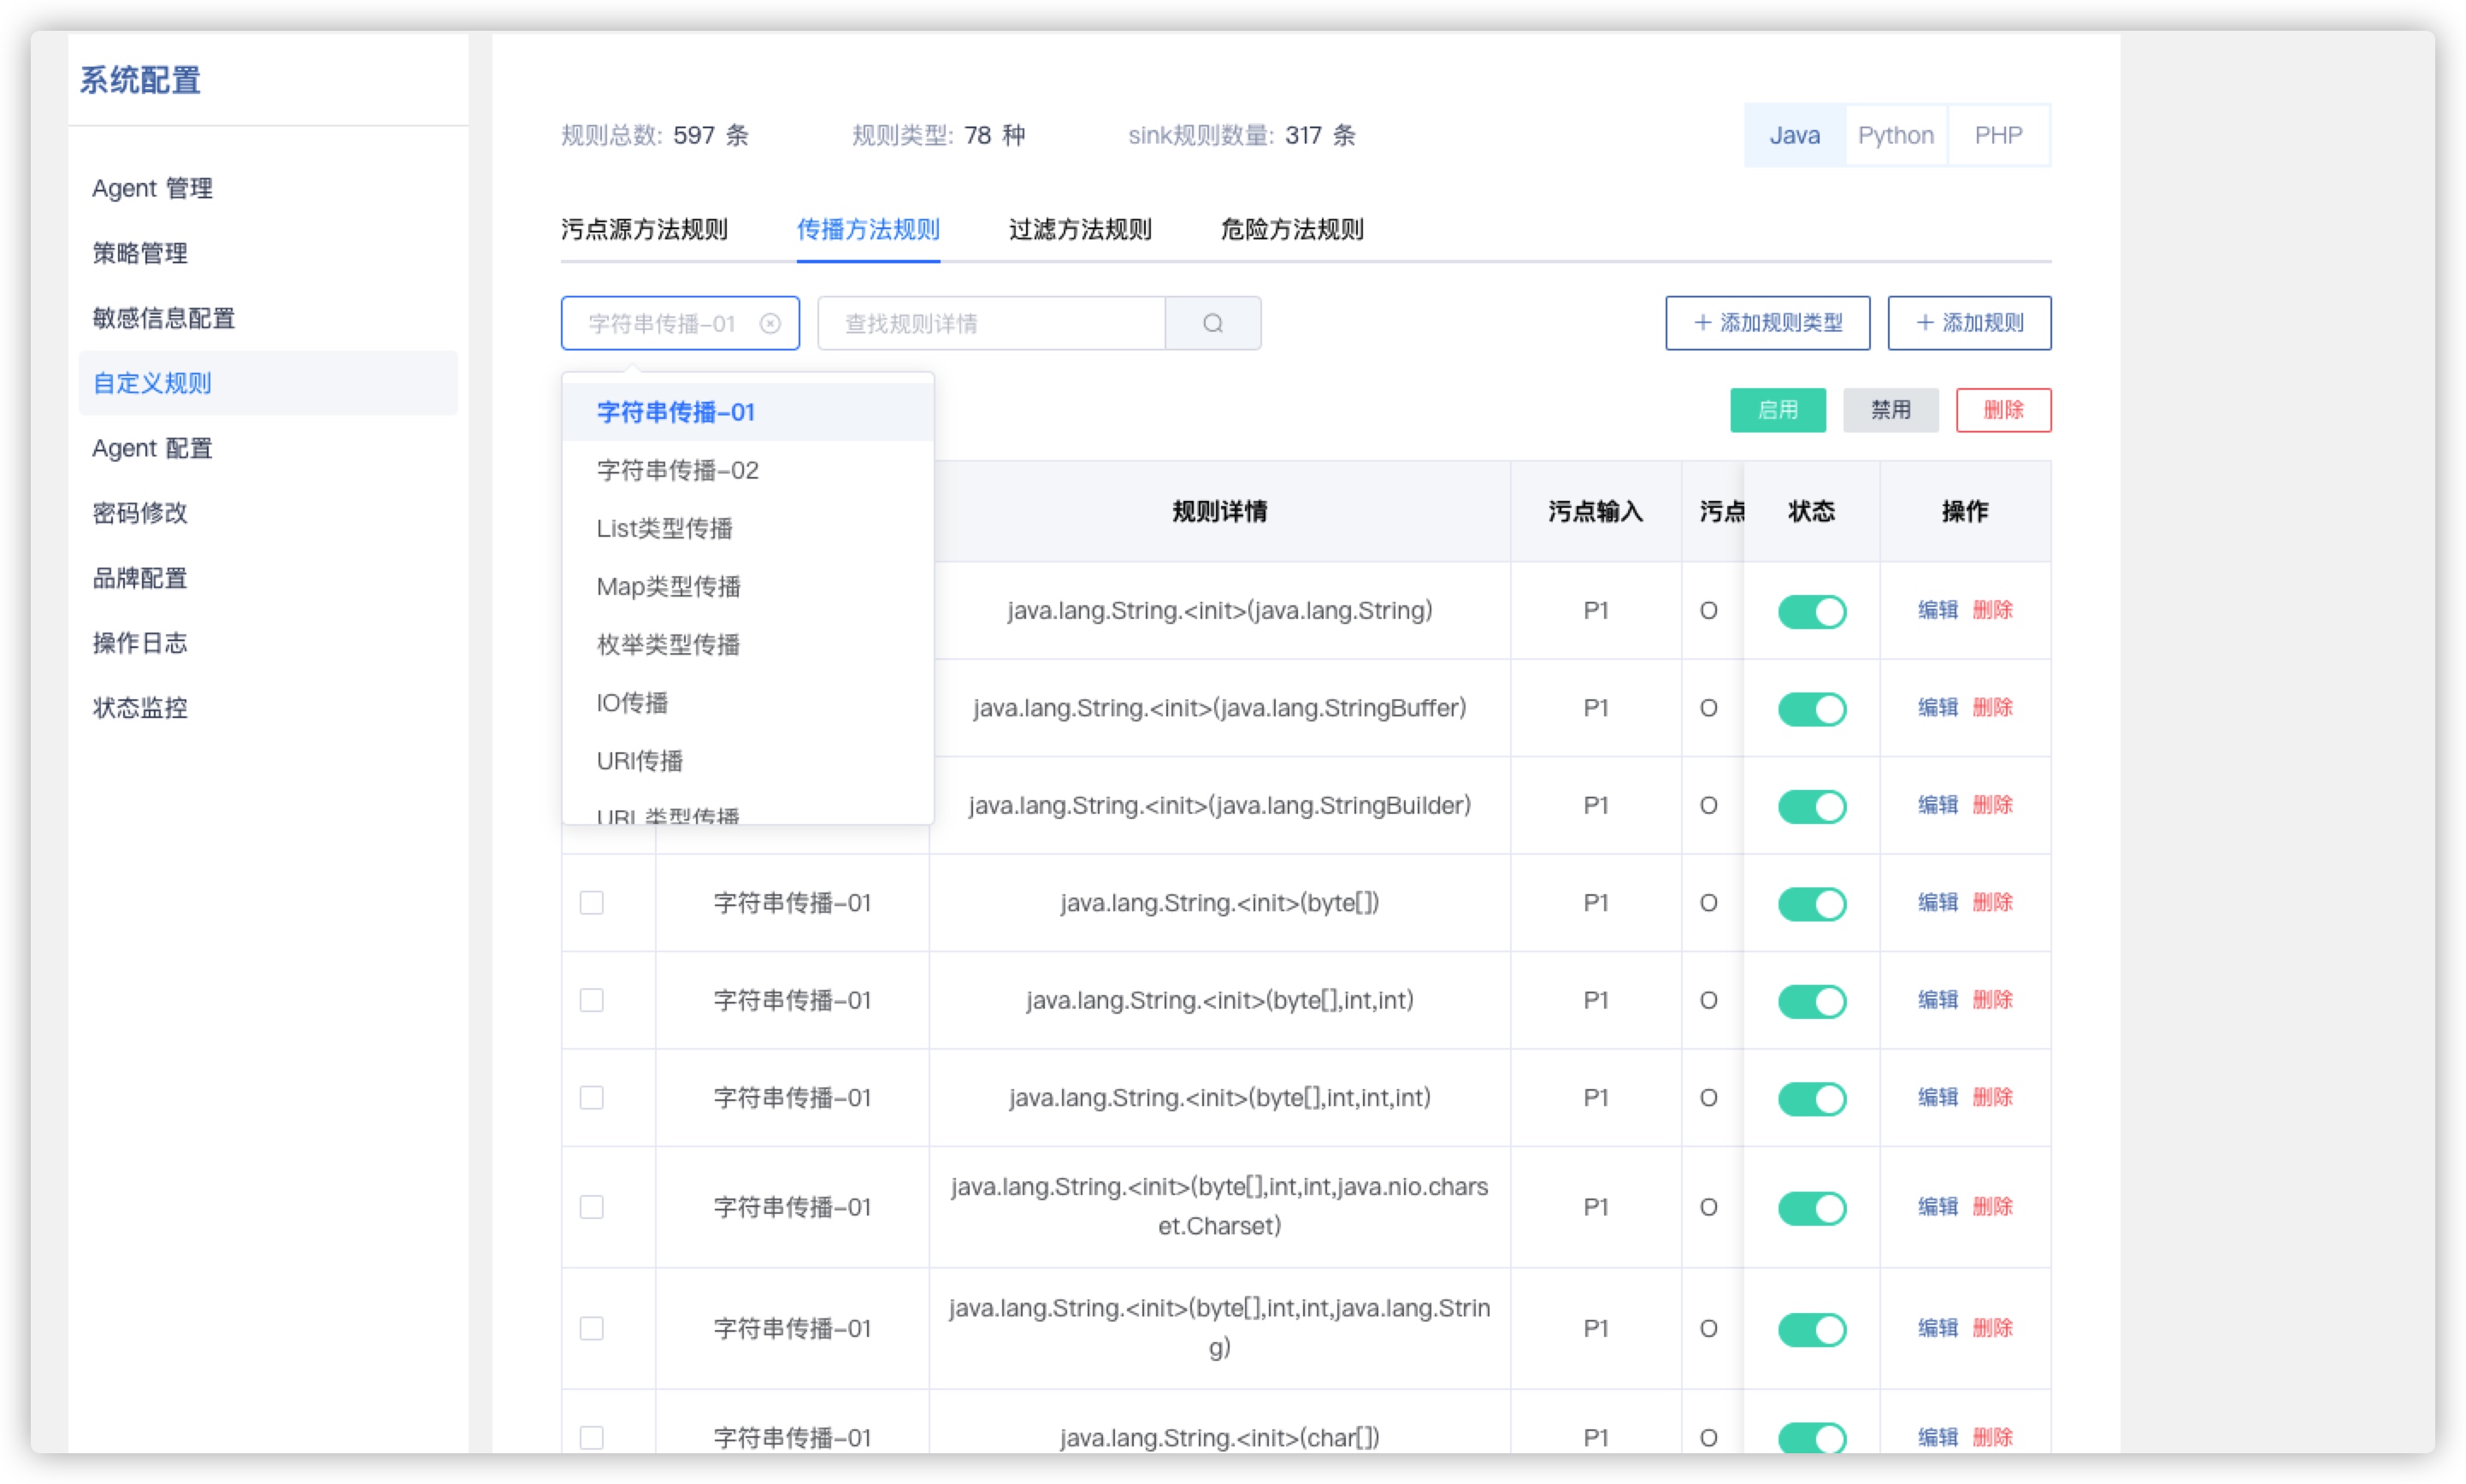 系统配置
Agent 管理
策略管理
敏感信息配置
自定义规则
Agent 配置
密码修改
品牌配置
操作日志
状态监控
规则总数: 597 条 规则类型: 78 种 sink规则数量: 317 条
Java Python PHP
污点源方法规则 传播方法规则 过滤方法规则 危险方法规则
字符串传播-01 查找规则详情 + 添加规则类型 + 添加规则
启用 禁用 删除
字符串传播-01
字符串传播-02
List类型传播
Map类型传播
枚举类型传播
IO传播
URI传播
URL 类型传播
规则详情 污点输入 污点 状态 操作
java.lang.String.<init>(java.lang.String) P1 O 编辑 删除
java.lang.String.<init>(java.lang.StringBuffer) P1 O 编辑 删除
java.lang.String.<init>(java.lang.StringBuilder) P1 O 编辑 删除
字符串传播-01 java.lang.String.<init>(byte[]) P1 O 编辑 删除
字符串传播-01 java.lang.String.<init>(byte[],int,int) P1 O 编辑 删除
字符串传播-01 java.lang.String.<init>(byte[],int,int,int) P1 O 编辑 删除
字符串传播-01 java.lang.String.<init>(byte[],int,int,java.nio.chars P1 O 编辑 删除
et.Charset)
字符串传播-01 java.lang.String.<init>(byte[],int,int,java.lang.Strin P1 O 编辑 删除
g)
字符串传播-01 java.lang.String.<init>(char[]) P1 O 编辑 删除